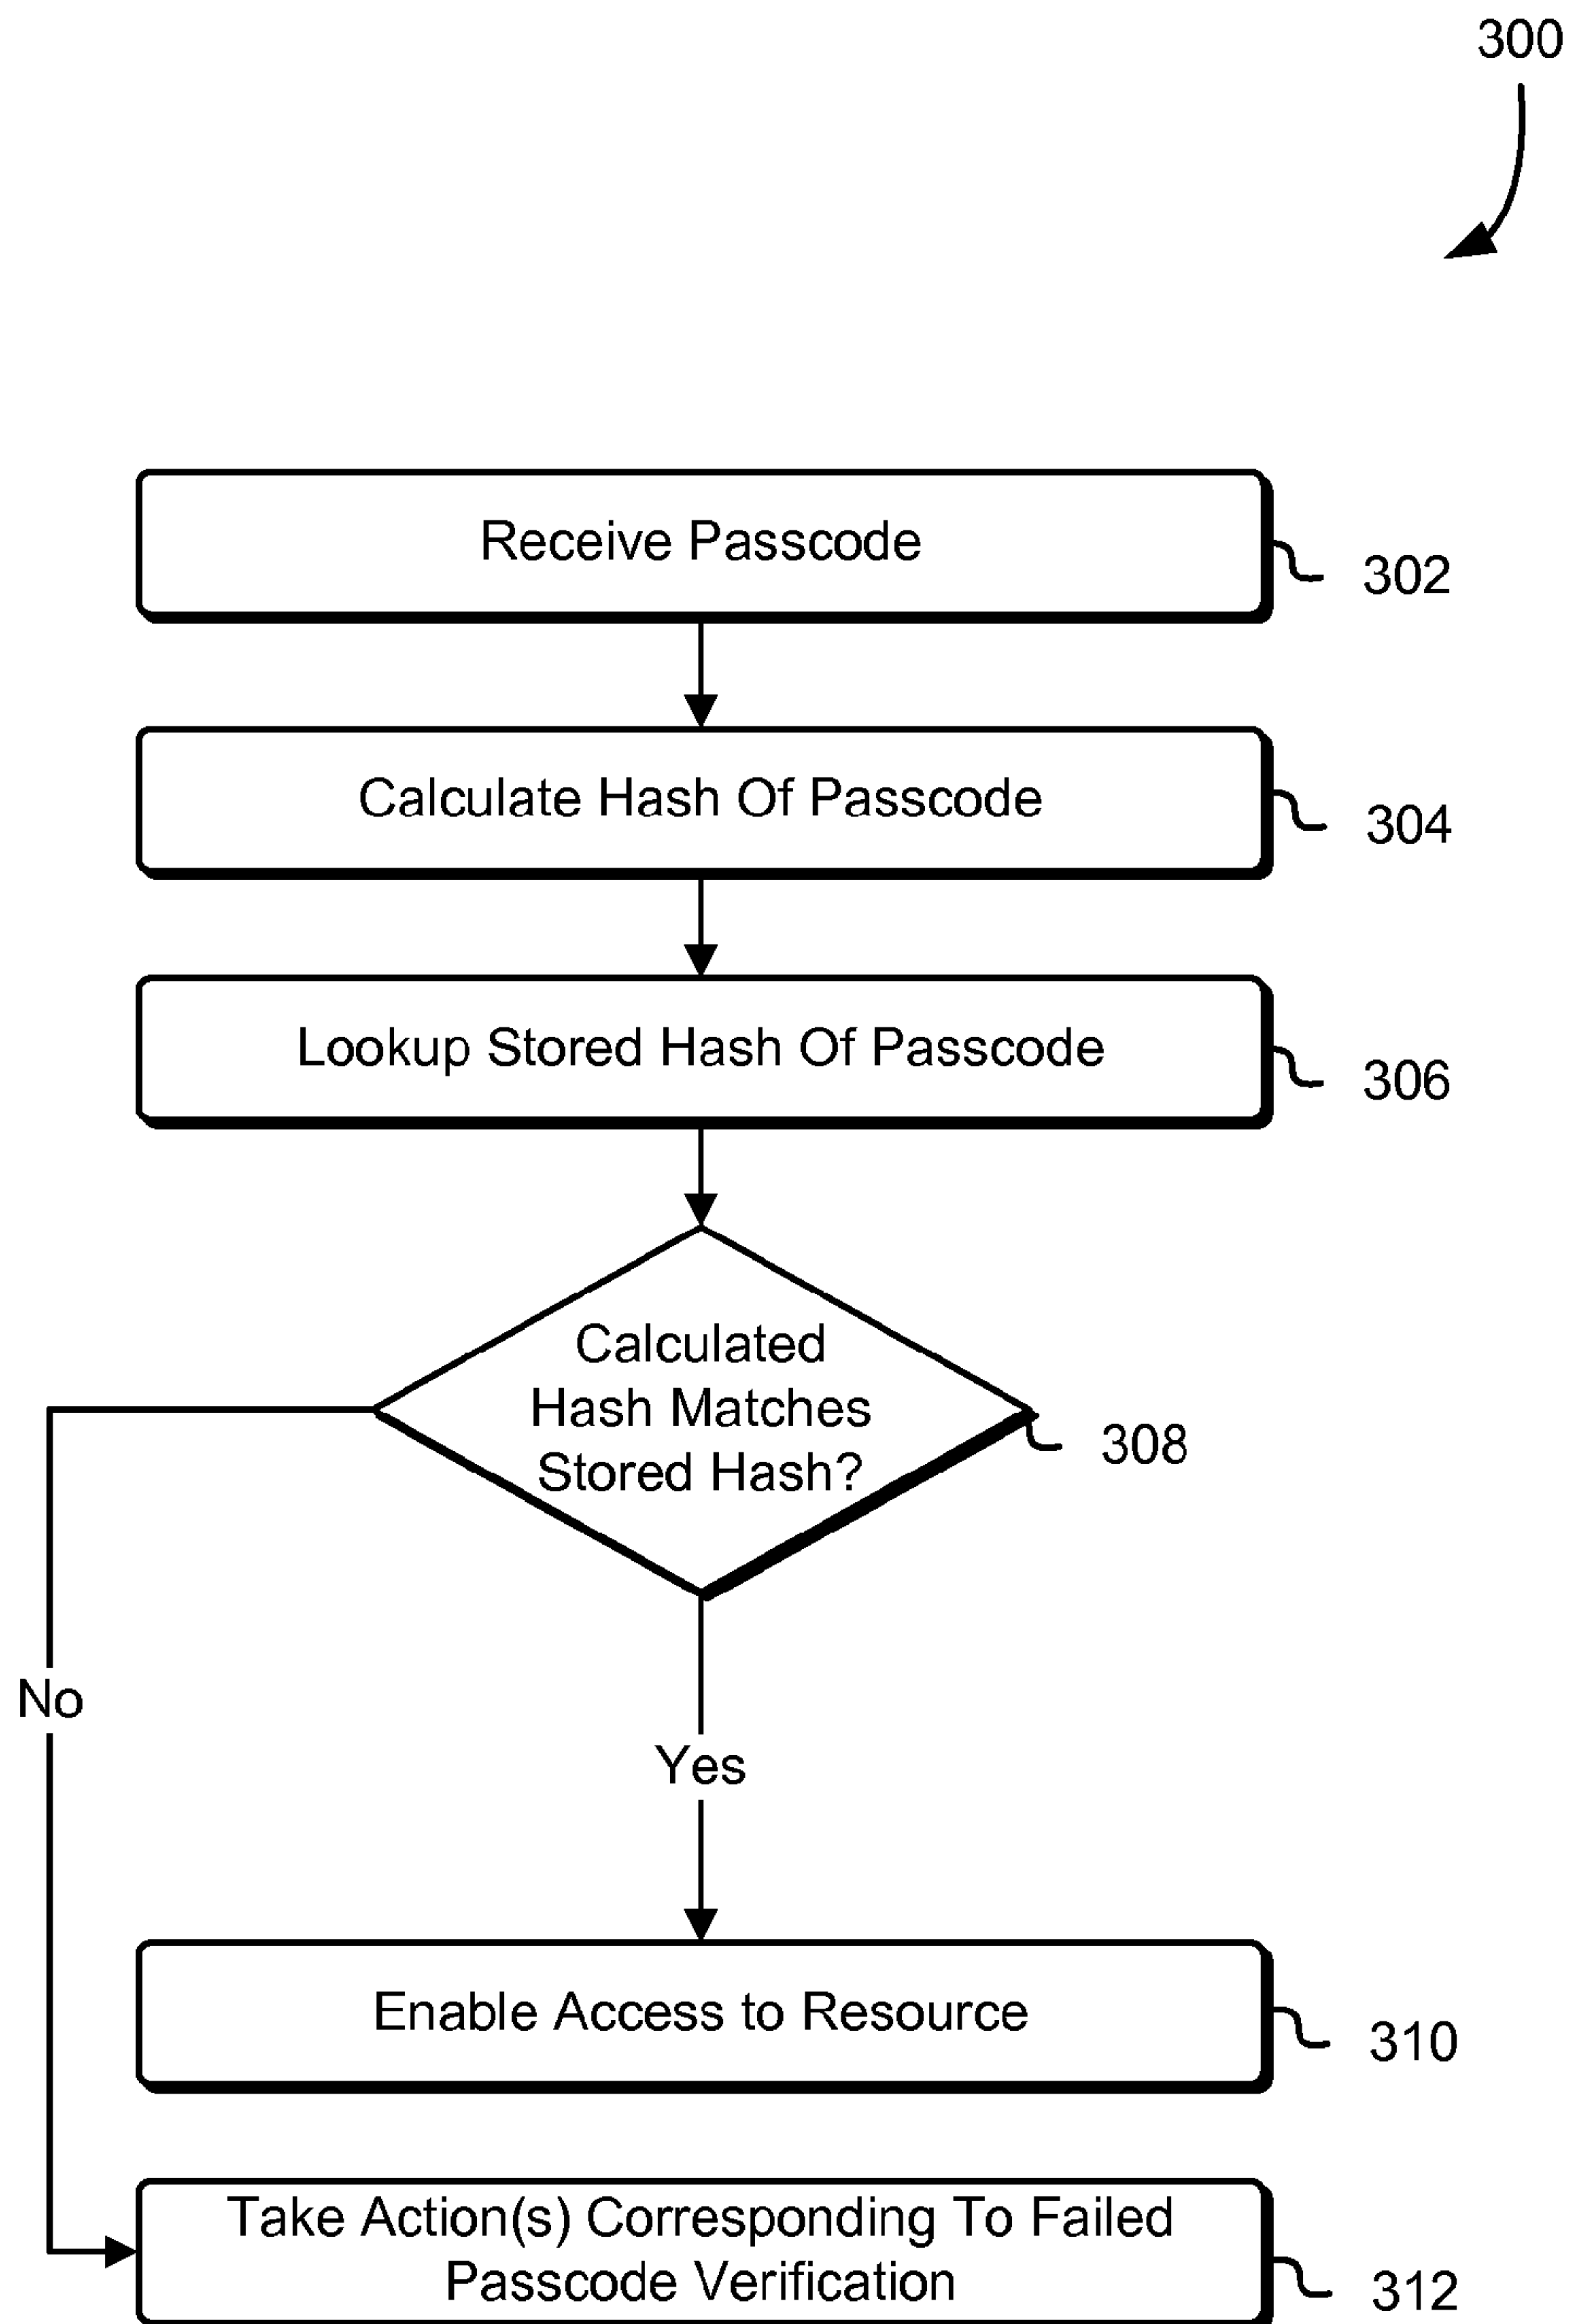 300
Receive Passcode
302
Calculate Hash Of Passcode
304
Lookup Stored Hash Of Passcode
306
Calculated
Hash Matches
Stored Hash?
308
No
Yes
Enable Access to Resource
310
Take Action(s) Corresponding To Failed
Passcode Verification
312